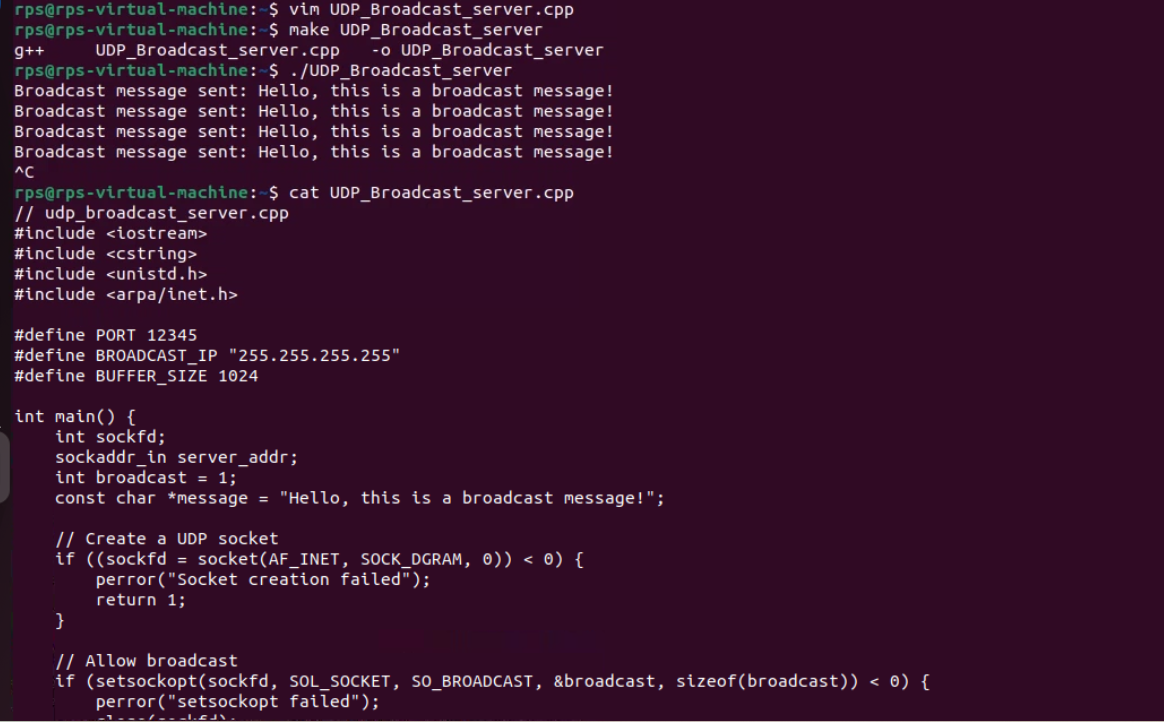 rps@rps-virtual-machine:~$ vim UDP_Broadcast_server.cpp
rps@rps-virtual-machine:~$ make UDP_Broadcast_server
g++     UDP_Broadcast_server.cpp   -o UDP_Broadcast_server
rps@rps-virtual-machine:~$ ./UDP_Broadcast_server
Broadcast message sent: Hello, this is a broadcast message!
Broadcast message sent: Hello, this is a broadcast message!
Broadcast message sent: Hello, this is a broadcast message!
Broadcast message sent: Hello, this is a broadcast message!
^C
rps@rps-virtual-machine:~$ cat UDP_Broadcast_server.cpp
// udp_broadcast_server.cpp
#include <iostream>
#include <cstring>
#include <unistd.h>
#include <arpa/inet.h>

#define PORT 12345
#define BROADCAST_IP "255.255.255.255"
#define BUFFER_SIZE 1024

int main() {
    int sockfd;
    sockaddr_in server_addr;
    int broadcast = 1;
    const char *message = "Hello, this is a broadcast message!";

    // Create a UDP socket
    if ((sockfd = socket(AF_INET, SOCK_DGRAM, 0)) < 0) {
        perror("Socket creation failed");
        return 1;
    }

    // Allow broadcast
    if (setsockopt(sockfd, SOL_SOCKET, SO_BROADCAST, &broadcast, sizeof(broadcast)) < 0) {
        perror("setsockopt failed");